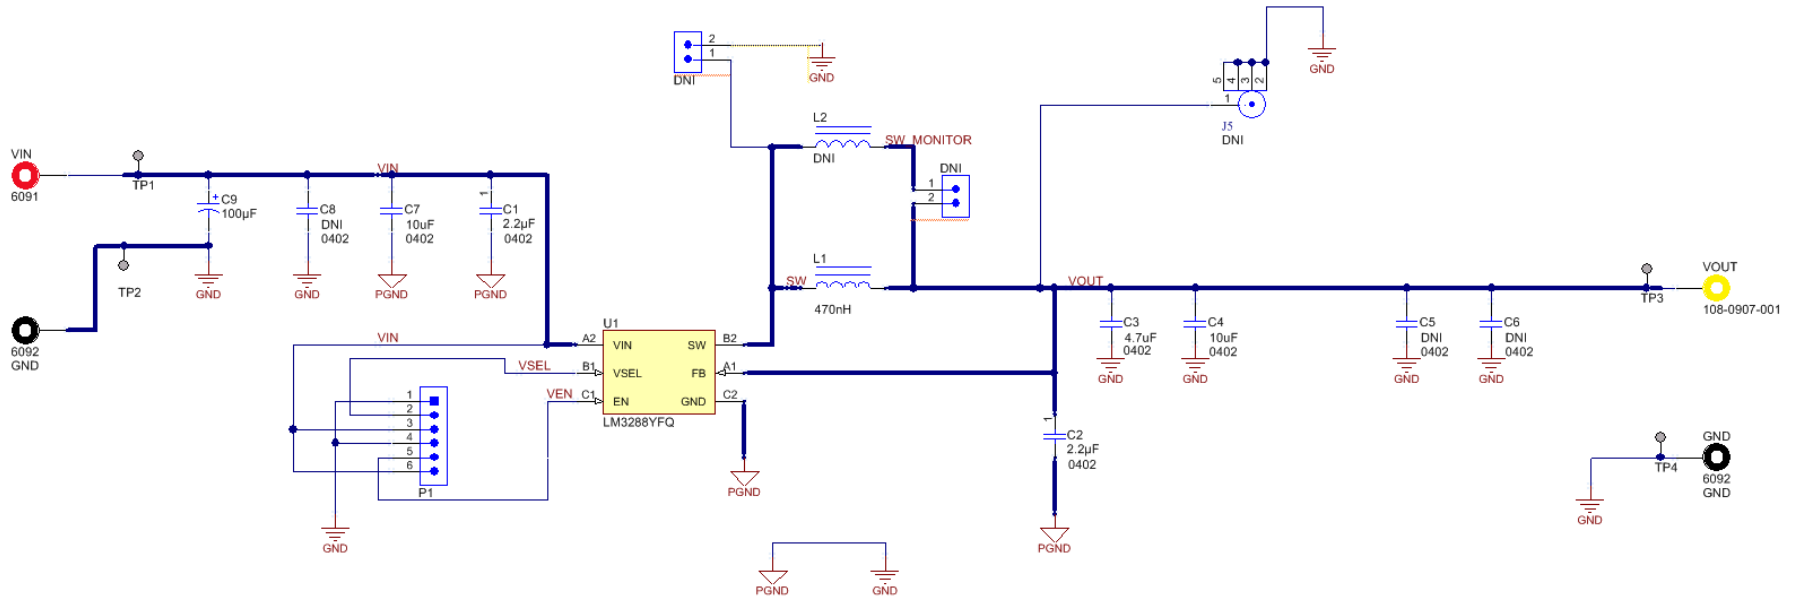 VIN
6091
TP1
VIN
C9
100µF
C8
DNI
0402
C7
10uF
0402
1
C1
2.2µF
0402
GND
GND
PGND
PGND
TP2
6092
GND
2
1
DNI
GND
L2
DNI
SW_MONITOR
DNI
1
2
SW
L1
470nH
5
4
3
2
1
J5
DNI
GND
VIN
VSEL
VEN
U1
A2
VIN
SW
B2
B1
VSEL
FB
A1
C1
EN
GND
C2
LM3288YFQ
PGND
1
2
3
4
5
6
P1
GND
VOUT
C3
4.7uF
0402
GND
C4
10uF
0402
GND
C5
DNI
0402
GND
C6
DNI
0402
GND
TP3
VOUT
108-0907-001
1
C2
2.2µF
0402
PGND
GND
TP4
6092
GND
GND
PGND
GND